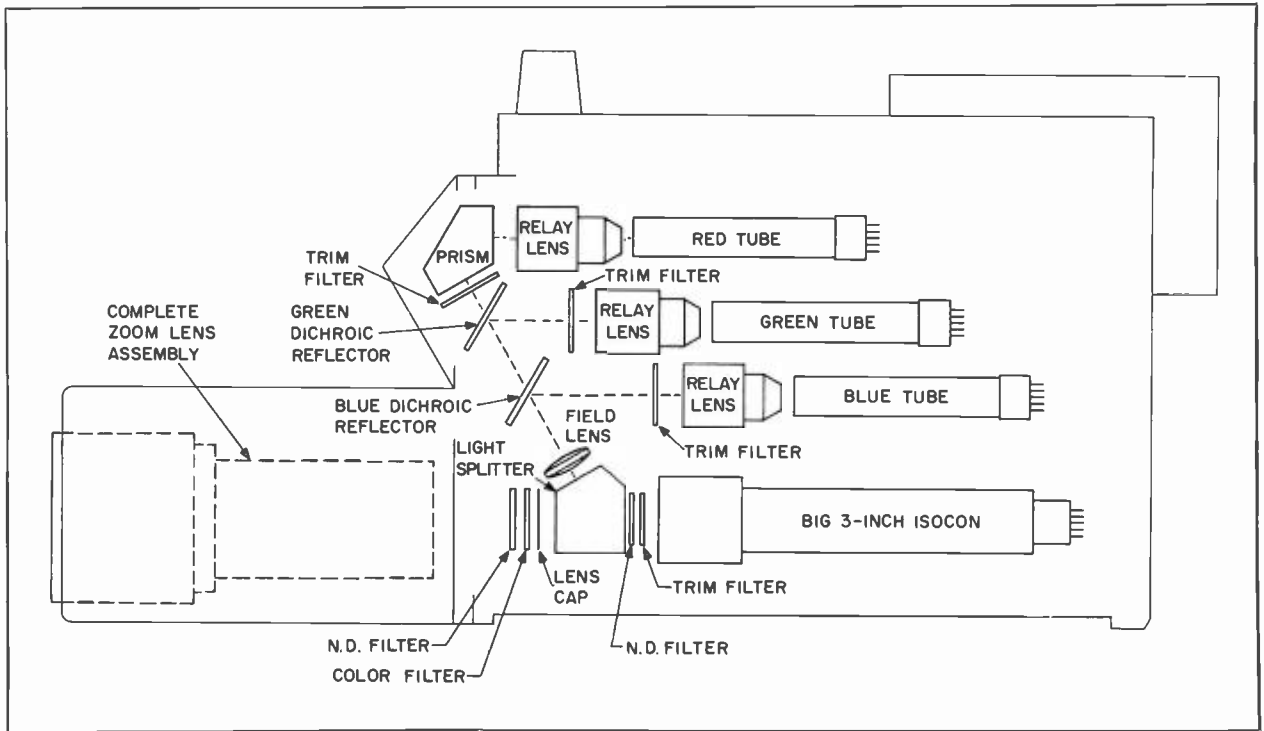 PRISM
RELAY
LENS
RED TUBE
TRIM
FILTER
TRIM FILTER
GREEN
DICHROIC
REFLECTOR
RELAY
LENS
GREEN TUBE
COMPLETE
ZOOM LENS
ASSEMBLY
BLUE DICHROIC
REFLECTOR
RELAY
LENS
BLUE TUBE
FIELD
LENS
TRIM FILTER
LIGHT
SPLITTER
BIG 3-INCH ISOCON
LENS
CAP
TRIM FILTER
N.D. FILTER
N.D. FILTER
COLOR FILTER